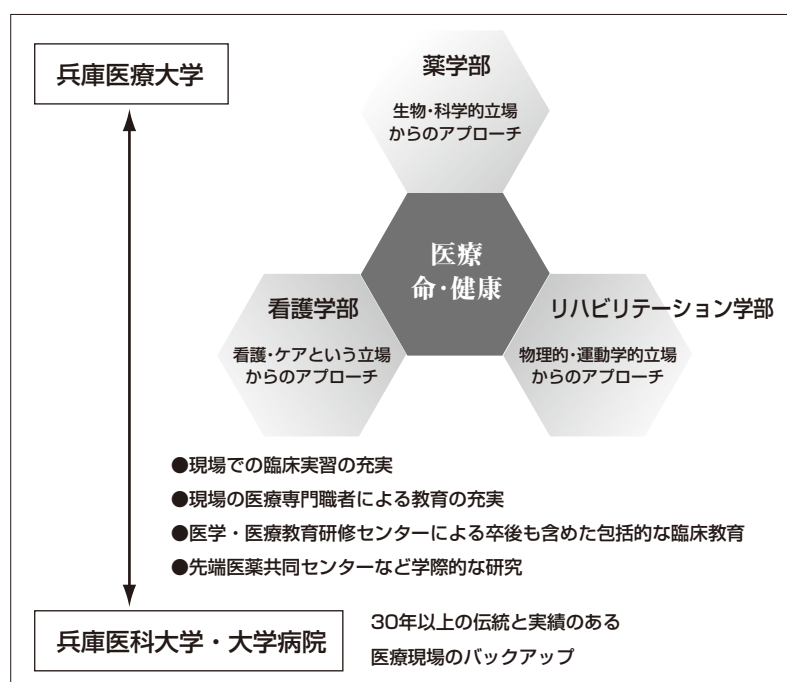 兵庫医療大学
薬学部
生物・科学的立場
からのアプローチ
医療
命・健康
看護学部
看護・ケアという立場
からのアプローチ
リハビリテーション学部
物理的・運動学的立場
からのアプローチ
●現場での臨床実習の充実
●現場の医療専門職者による教育の充実
●医学・医療教育研修センターによる卒後も含めた包括的な臨床教育
●先端医薬共同センターなど学際的な研究
兵庫医科大学・大学病院
30年以上の伝統と実績のある
医療現場のバックアップ